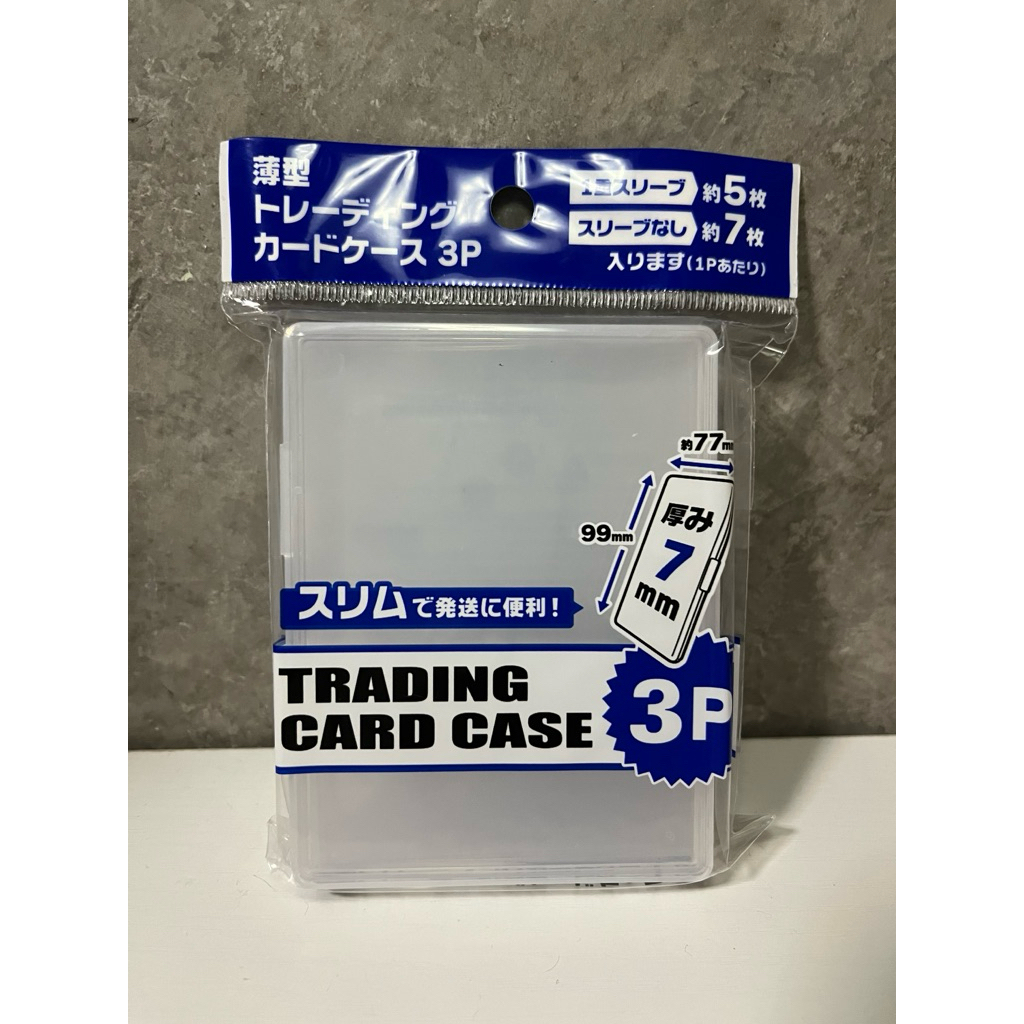 薄型
トレーディング
カードケース 3P
1重スリーブ 約5枚
スリーブなし 約7枚
入ります(1Pあたり)
約77mm
99mm
厚み
7
mm
スリムで発送に便利!
TRADING
CARD CASE
3P